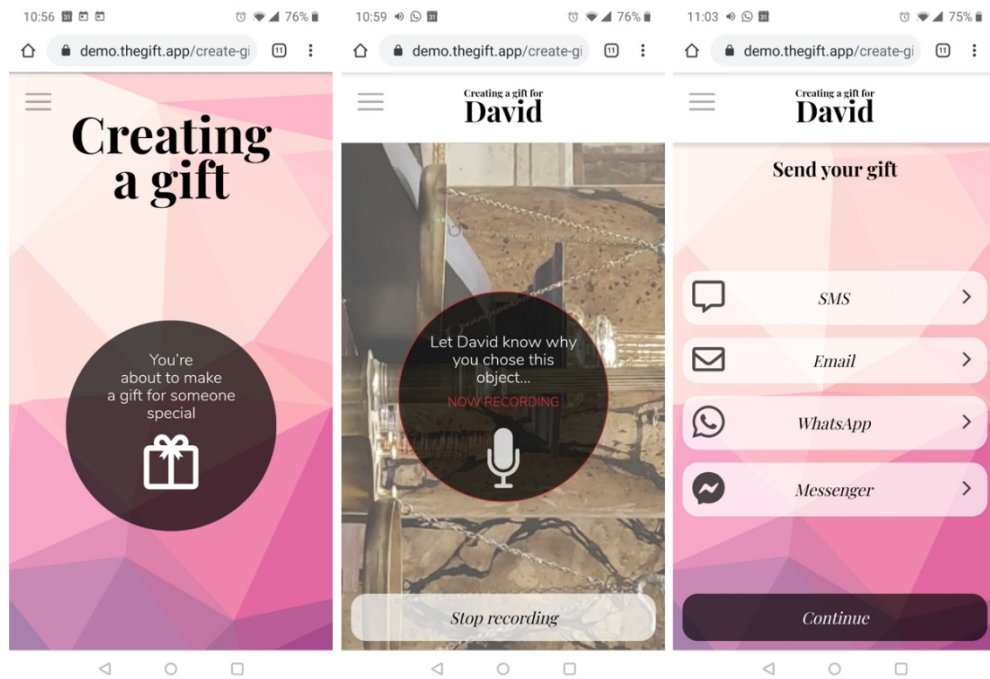 10:56
76%
demo.thegift.app/create-gi
11
Creating
a gift
You're
about to make
a gift for someone
special
10:59
31
76%
demo.thegift.app/create-gi
11
Creating a gift for
David
Let David know why
you chose this
object...
NOW RECORDING
Stop recording
11:03
31
75%
demo.thegift.app/create-gi
11
Creating a gift for
David
Send your gift
SMS
Email
WhatsApp
Messenger
Continue